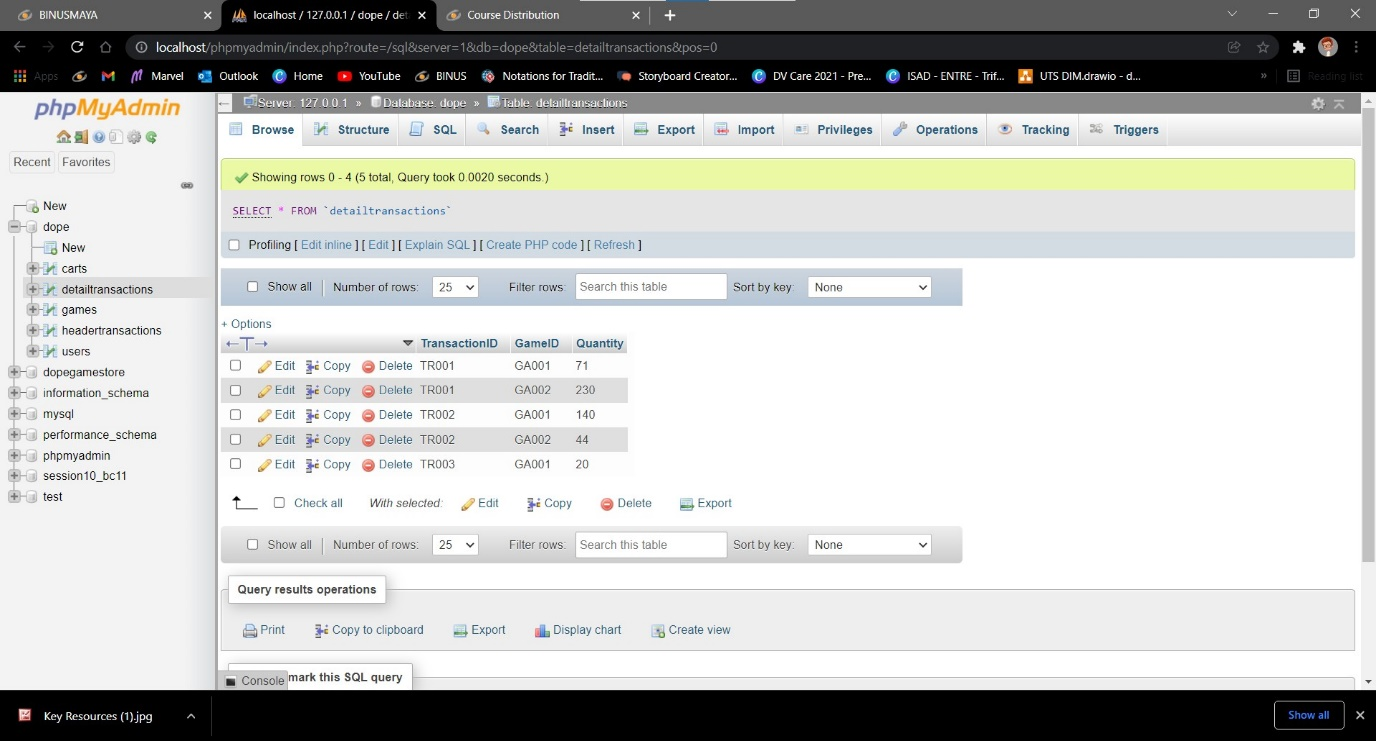 BINUSMAYA
localhost / 127.0.0.1 / dope / det
Course Distribution
localhost/phpmyadmin/index.php?route=/sql&server=1&db=dope&table=detailtransactions&pos=0
Apps
Marvel
Outlook
Home
YouTube
BINUS
Notations for Tradit...
Storyboard Creator...
DV Care 2021 - Pre...
ISAD - ENTRE - Trif...
UTS DIM.drawio - d...
»
Reading list
phpMyAdmin
Recent
Favorites
New
dope
New
carts
detailtransactions
games
headertransactions
users
dopegamestore
information_schema
mysql
performance_schema
phpmyadmin
session10_bc11
test
Server: 127.0.0.1 » Database: dope » Table: detailtransactions
Browse Structure SQL Search Insert Export Import Privileges Operations Tracking Triggers
Showing rows 0 - 4 (5 total, Query took 0.0020 seconds.)
SELECT * FROM `detailtransactions`
Profiling [ Edit inline ] [ Edit ] [ Explain SQL ] [ Create PHP code ] [ Refresh ]
Show all Number of rows: 25 Filter rows: Search this table Sort by key: None
+ Options
←T→ TransactionID GameID Quantity
Edit Copy Delete TR001 GA001 71
Edit Copy Delete TR001 GA002 230
Edit Copy Delete TR002 GA001 140
Edit Copy Delete TR002 GA002 44
Edit Copy Delete TR003 GA001 20
Check all With selected: Edit Copy Delete Export
Show all Number of rows: 25 Filter rows: Search this table Sort by key: None
Query results operations
Print Copy to clipboard Export Display chart Create view
Console
mark this SQL query
Key Resources (1).jpg
Show all